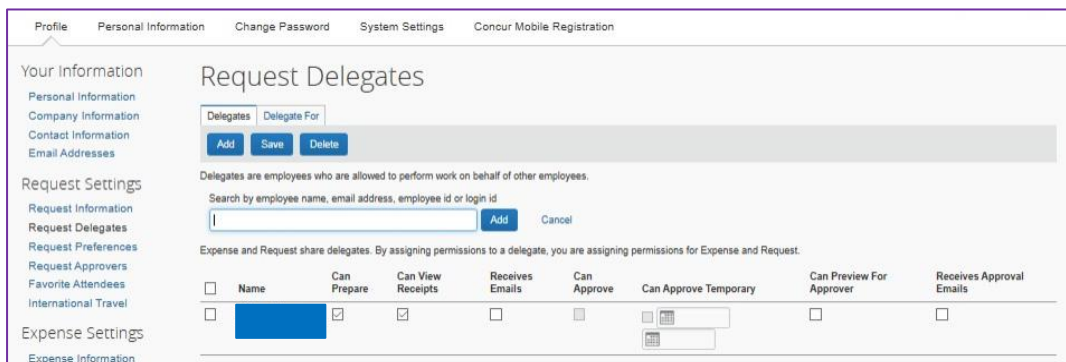 Profile Personal Information Change Password System Settings Concur Mobile Registration
Your Information
Personal Information
Company Information
Contact Information
Email Addresses
Request Settings
Request Information
Request Delegates
Request Preferences
Request Approvers
Favorite Attendees
International Travel
Expense Settings
Expense Information
Request Delegates
Delegates Delegate For
Add Save Delete
Delegates are employees who are allowed to perform work on behalf of other employees.
Search by employee name, email address, employee id or login id
Add Cancel
Expense and Request share delegates. By assigning permissions to a delegate, you are assigning permissions for Expense and Request.
Name
Can Prepare
Can View Receipts
Receives Emails
Can Approve
Can Approve Temporary
Can Preview For Approver
Receives Approval Emails